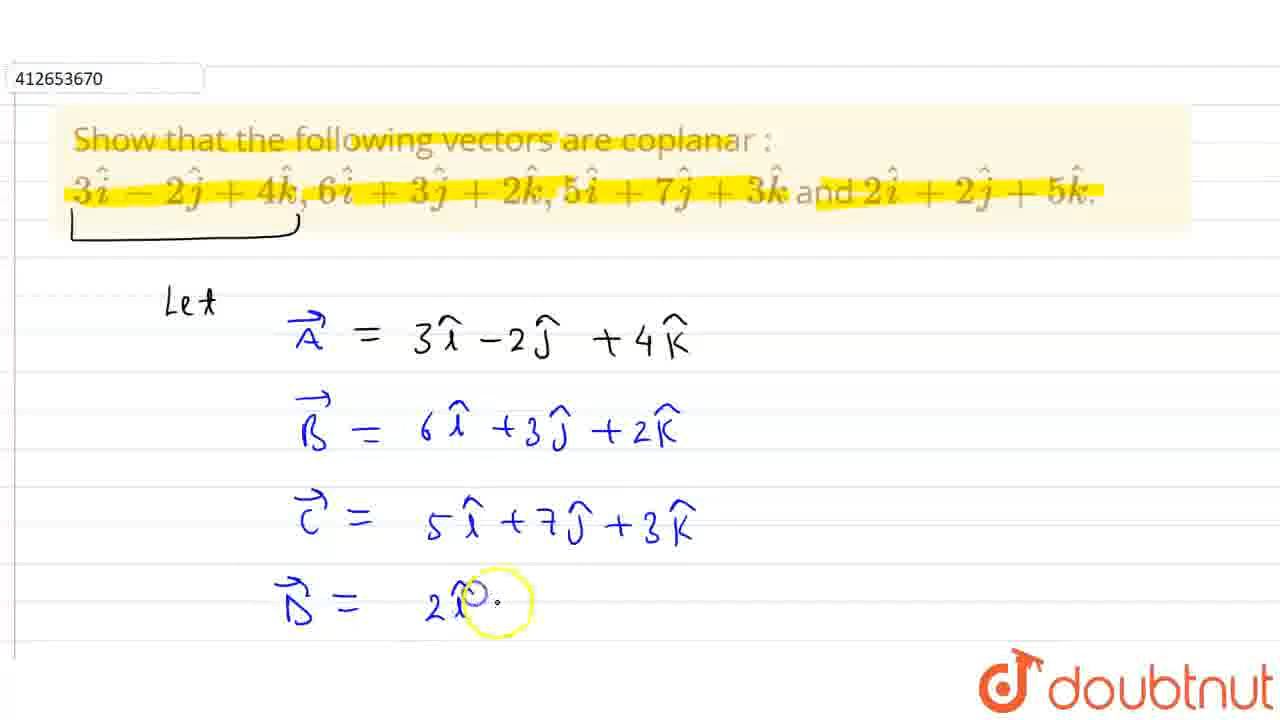 412653670
Show that the following vectors are coplanar :
3î − 2ĵ + 4k̂, 6î + 3ĵ + 2k̂, 5î + 7ĵ + 3k̂ and 2î + 2ĵ + 5k̂.
Let
A⃗ = 3î − 2ĵ + 4k̂
B⃗ = 6î + 3ĵ + 2k̂
C⃗ = 5î + 7ĵ + 3k̂
D⃗ = 2î
doubtnut